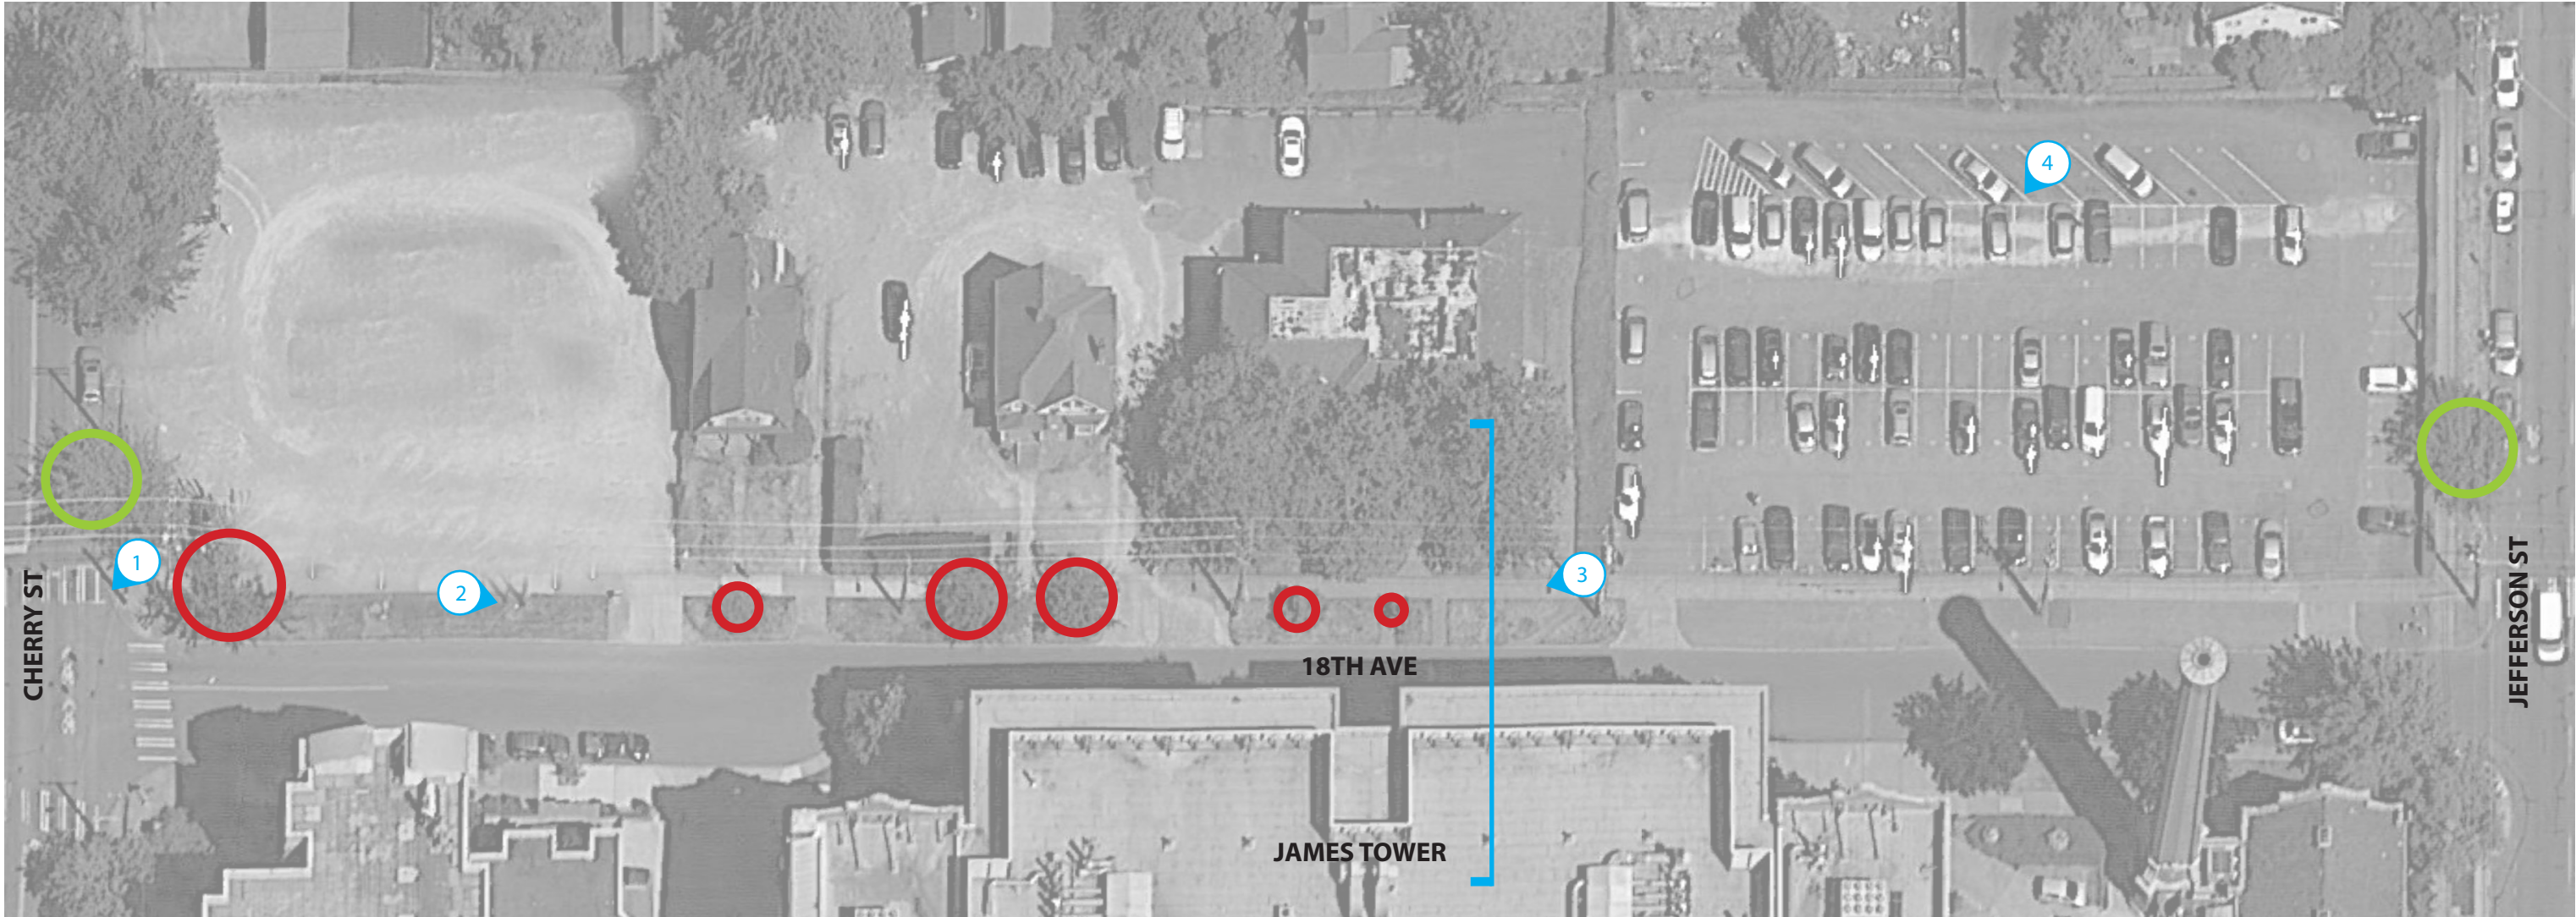 4
1
2
3
CHERRY ST
18TH AVE
JEFFERSON ST
JAMES TOWER